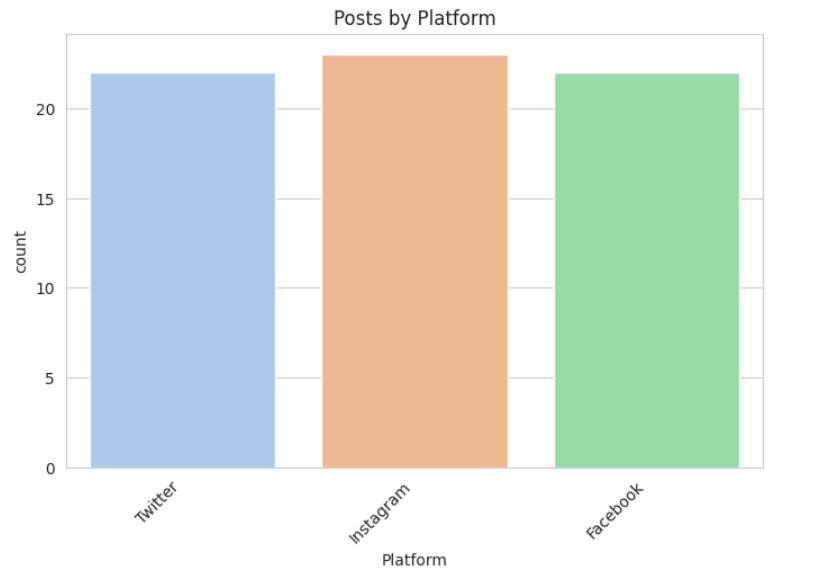 Posts by Platform
count
20
15
10
5
0
Twitter
Instagram
Facebook
Platform